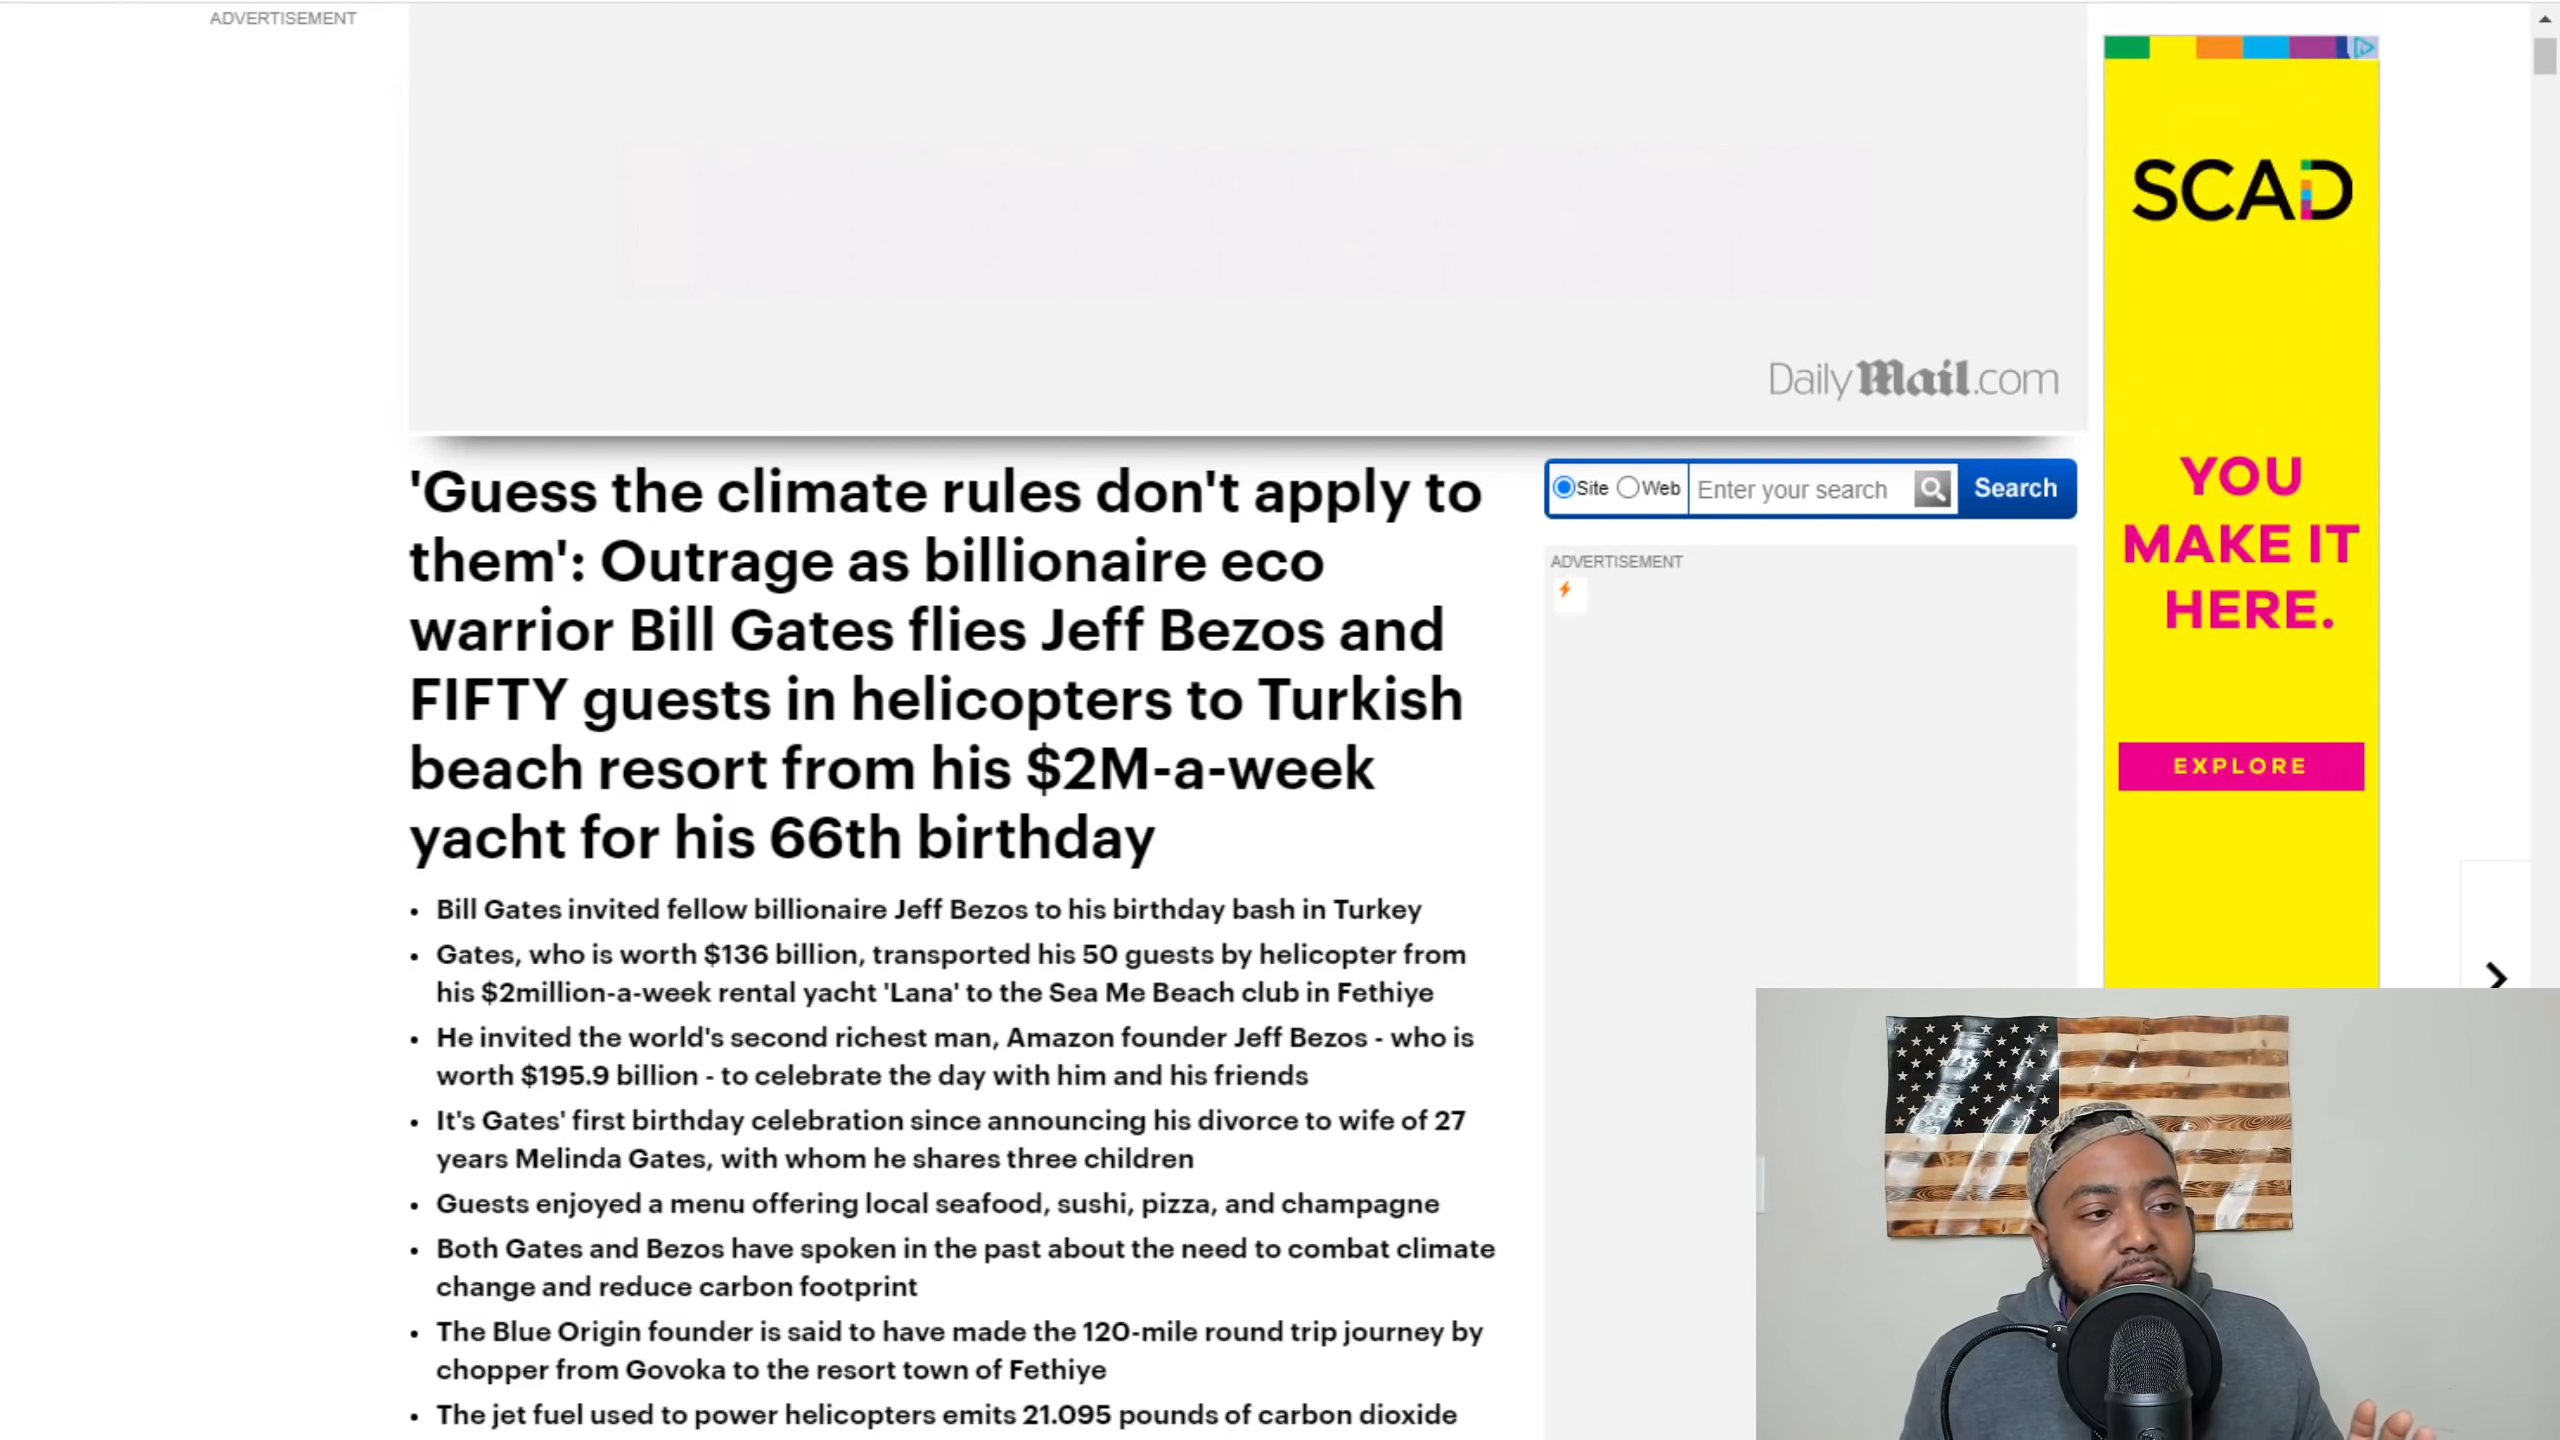 ADVERTISEMENT
DailyMail.com
'Guess the climate rules don't apply to
them': Outrage as billionaire eco
warrior Bill Gates flies Jeff Bezos and
FIFTY guests in helicopters to Turkish
beach resort from his $2M-a-week
yacht for his 66th birthday
Bill Gates invited fellow billionaire Jeff Bezos to his birthday bash in Turkey
Gates, who is worth $136 billion, transported his 50 guests by helicopter from
his $2million-a-week rental yacht 'Lana' to the Sea Me Beach club in Fethiye
He invited the world's second richest man, Amazon founder Jeff Bezos - who is
worth $195.9 billion - to celebrate the day with him and his friends
It's Gates' first birthday celebration since announcing his divorce to wife of 27
years Melinda Gates, with whom he shares three children
Guests enjoyed a menu offering local seafood, sushi, pizza, and champagne
Both Gates and Bezos have spoken in the past about the need to combat climate
change and reduce carbon footprint
The Blue Origin founder is said to have made the 120-mile round trip journey by
chopper from Govoka to the resort town of Fethiye
The jet fuel used to power helicopters emits 21.095 pounds of carbon dioxide
Site Web Enter your search Search
ADVERTISEMENT
SCAD
YOU
MAKE IT
HERE.
EXPLORE